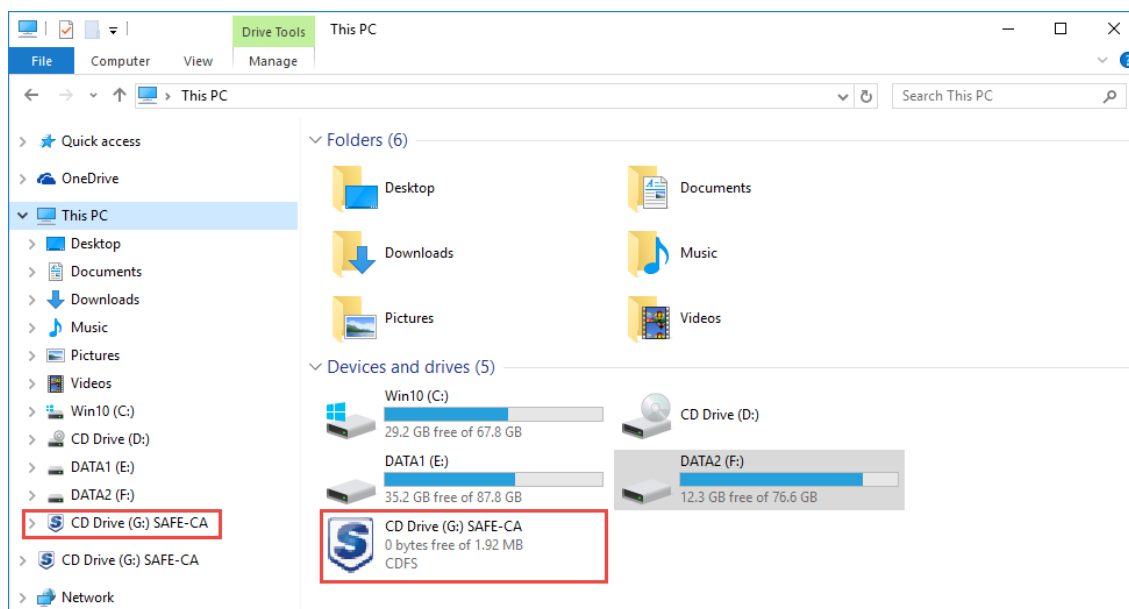 Drive Tools
This PC
File
Computer
View
Manage
This PC
Search This PC
Quick access
OneDrive
This PC
Desktop
Documents
Downloads
Music
Pictures
Videos
Win10 (C:)
CD Drive (D:)
DATA1 (E:)
DATA2 (F:)
CD Drive (G:) SAFE-CA
CD Drive (G:) SAFE-CA
Network
Folders (6)
Desktop
Documents
Downloads
Music
Pictures
Videos
Devices and drives (5)
Win10 (C:)
29.2 GB free of 67.8 GB
CD Drive (D:)
DATA1 (E:)
35.2 GB free of 87.8 GB
DATA2 (F:)
12.3 GB free of 76.6 GB
CD Drive (G:) SAFE-CA
0 bytes free of 1.92 MB
CDFS